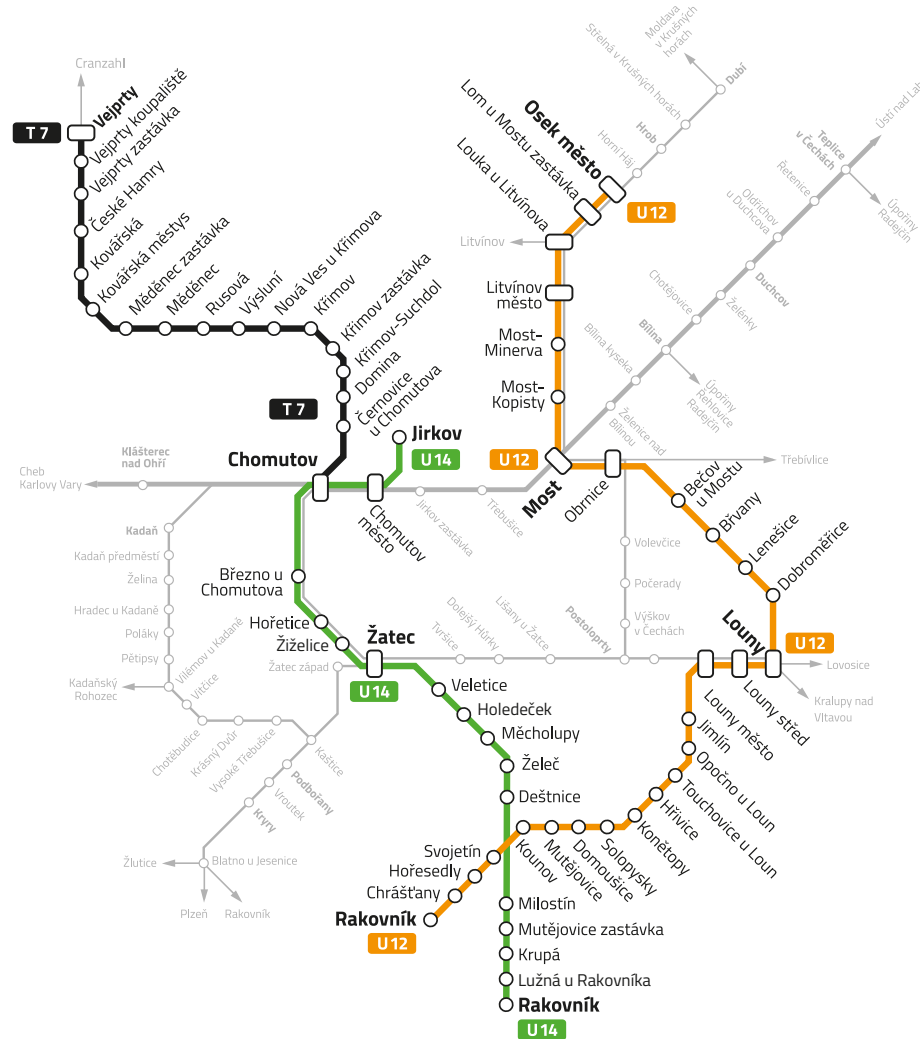 Cranzahl
T 7
Vejprty
Vejprty koupaliště
Vejprty zastávka
České Hamry
Kovářská
Kovářská městys
Měděnec zastávka
Měděnec
Rusová
Výsluní
Nová Ves u Křimova
Křimov
Křimov zastávka
Křimov-Suchdol
Domina
Černovice
u Chomutova
T 7
Chomutov
Jirkov
U 14
Chomutov
město
Jirkov zastávka
Třebušice
Klášterec
nad Ohří
Cheb
Karlovy Vary
Kadaň
Kadaň předměstí
Želina
Hradec u Kadaně
Poláky
Pětipsy
Kadaňský
Rohozec
Vilémov u Kadaně
Vitčice
Chotěbudice
Krásný Dvůr
Vysoké Třebušice
Kaštice
Podbořany
Vroutek
Kryry
Blatno u Jesenice
Žlutice
Plzeň
Rakovník
Žatec západ
Březno u
Chomutova
Hořetice
Žiželice
Žatec
U 14
Veletice
Holedeček
Měcholupy
Želeč
Deštnice
Milostín
Mutějovice zastávka
Krupá
Lužná u Rakovníka
Rakovník
U 14
Tvršice
Dolejší Hůrky
Lišany u Žatce
Postoloprty
Volevčice
Počerady
Výškov
v Čechách
Moldava
v Krušných
horách
Střelná v Krušných horách
Dubí
Hrob
Horní Háj
Osek město
U 12
Lom u Mostu zastávka
Louka u Litvínova
Litvínov
Litvínov
město
Most-
Minerva
Most-
Kopisty
U 12
Most
Obrnice
Třebívlice
Ústí nad Lab
Teplice
v Čechách
Úpořiny
Radejčín
Řetenice
Oldřichov
u Duchcova
Duchcov
Želénky
Chotějovice
Bílina
Úpořiny
Řehlovice
Radejčín
Bílina kyselka
Želenice nad
Bílinou
Bečov
u Mostu
Břvany
Lenešice
Dobroměřice
U 12
Louny
Lovosice
Kralupy nad
Vltavou
Louny střed
Louny město
Jimlín
Opočno u Loun
Touchovice u Loun
Hřivice
Konětopy
Solopysky
Domoušice
Mutějovice
Kounov
Svojetín
Hořesedly
Chrášťany
Rakovník
U 12